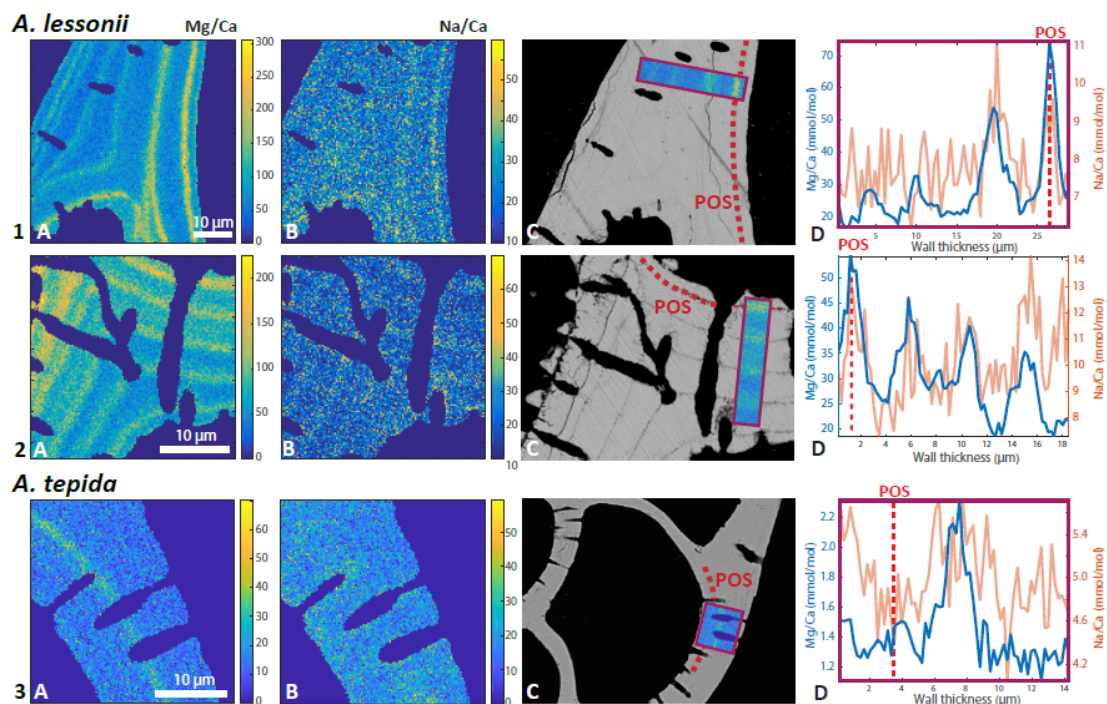 A. lessonii Mg/Ca Na/Ca
POS
300
250
200
150
100
50
0
60
50
40
30
20
10
POS
70
60
50
40
30
20
11
10
9
8
7
Mg/Ca (mmol/mol)
Na/Ca (mmol/mol)
5 10 15 20 25
Wall thickness (μm)
10 μm
1 A B C D
POS
200
150
100
50
0
60
50
40
30
20
10
POS
50
45
40
35
30
25
20
14
13
12
11
10
9
8
Mg/Ca (mmol/mol)
Na/Ca (mmol/mol)
0 2 4 6 8 10 12 14 16 18
Wall thickness (μm)
10 μm
2 A B C D
A. tepida
POS
60
50
40
30
20
10
0
50
40
30
20
10
0
POS
2.2
2.0
1.8
1.6
1.4
1.2
5.4
5.0
4.6
4.2
Mg/Ca (mmol/mol)
Na/Ca (mmol/mol)
2 4 6 8 10 12 14
Wall thickness (μm)
10 μm
3 A B C D